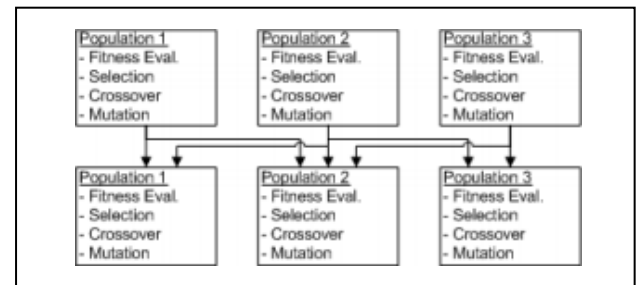 Population 1
- Fitness Eval.
- Selection
- Crossover
- Mutation
Population 2
- Fitness Eval.
- Selection
- Crossover
- Mutation
Population 3
- Fitness Eval.
- Selection
- Crossover
- Mutation
Population 1
- Fitness Eval.
- Selection
- Crossover
- Mutation
Population 2
- Fitness Eval.
- Selection
- Crossover
- Mutation
Population 3
- Fitness Eval.
- Selection
- Crossover
- Mutation